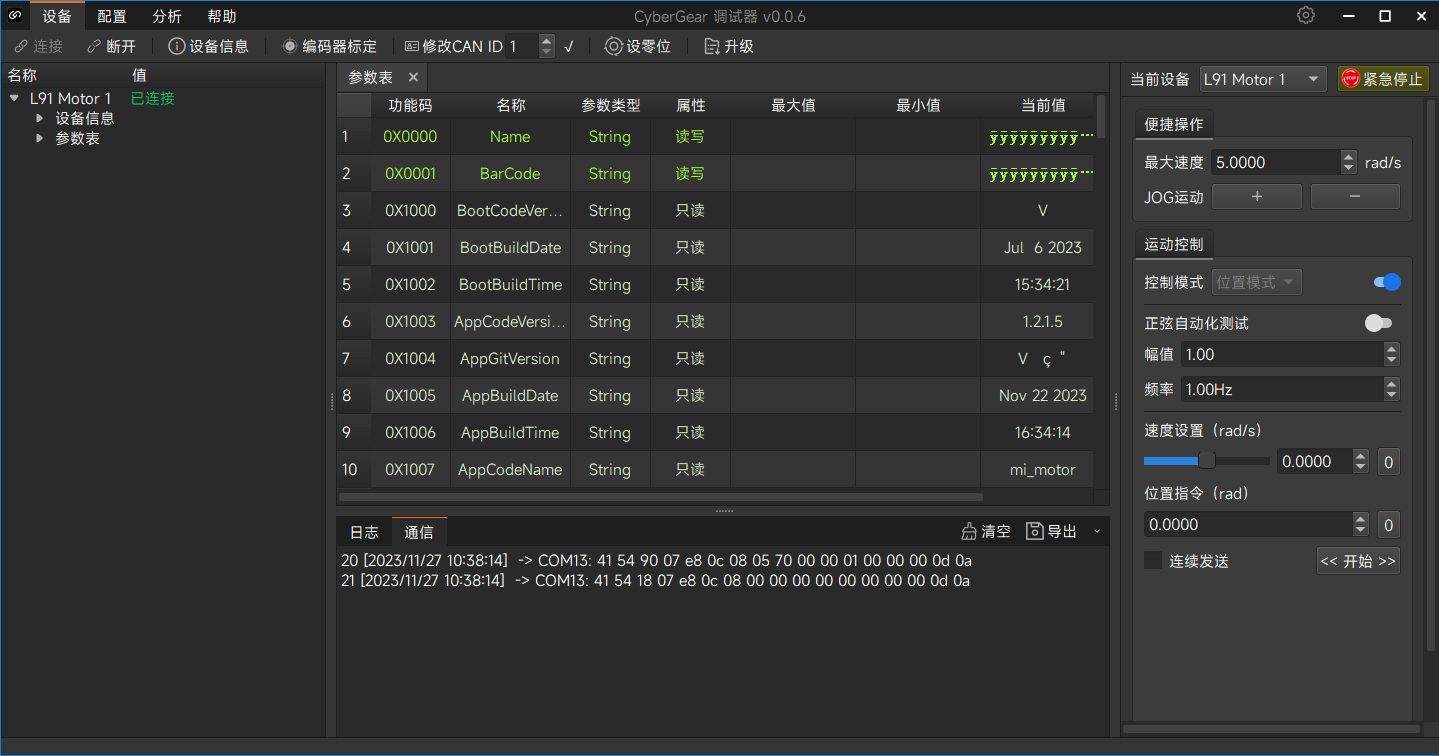 设备 配置 分析 帮助 CyberGear 调试器 v0.0.6
连接 断开 设备信息 编码器标定 修改CAN ID 1 √ 设零位 升级
名称 值
L91 Motor 1 已连接
设备信息
参数表
参数表
功能码 名称 参数类型 属性 最大值 最小值 当前值
1 0X0000 Name String 读写 ÿÿÿÿÿÿÿÿÿ···
2 0X0001 BarCode String 读写 ÿÿÿÿÿÿÿÿÿ···
3 0X1000 BootCodeVer... String 只读 V
4 0X1001 BootBuildDate String 只读 Jul 6 2023
5 0X1002 BootBuildTime String 只读 15:34:21
6 0X1003 AppCodeVersi... String 只读 1.2.1.5
7 0X1004 AppGitVersion String 只读 V ç "
8 0X1005 AppBuildDate String 只读 Nov 22 2023
9 0X1006 AppBuildTime String 只读 16:34:14
10 0X1007 AppCodeName String 只读 mi_motor
日志 通信 清空 导出
20 [2023/11/27 10:38:14] -> COM13: 41 54 90 07 e8 0c 08 05 70 00 00 01 00 00 00 0d 0a
21 [2023/11/27 10:38:14] -> COM13: 41 54 18 07 e8 0c 08 00 00 00 00 00 00 00 00 0d 0a
当前设备 L91 Motor 1 STOP 紧急停止
便捷操作
最大速度 5.0000 rad/s
JOG运动 + −
运动控制
控制模式 位置模式
正弦自动化测试
幅值 1.00
频率 1.00Hz
速度设置（rad/s）
0.0000 0
位置指令（rad）
0.0000 0
连续发送 << 开始 >>